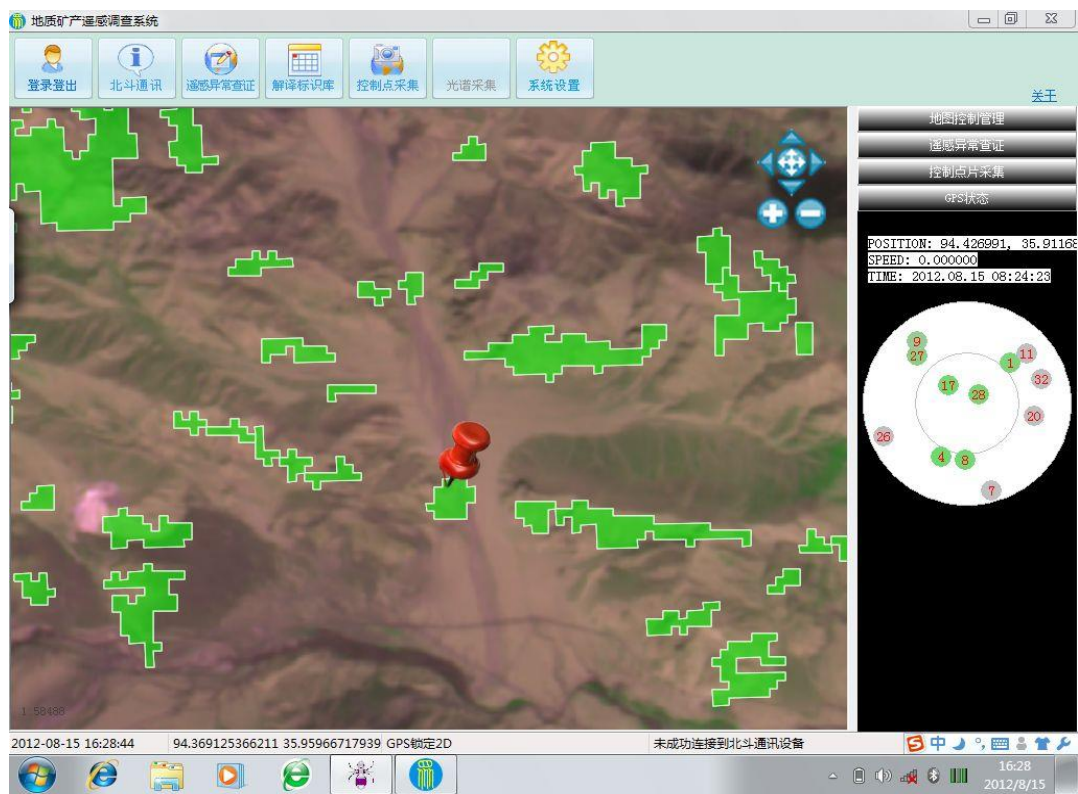 地质矿产遥感调查系统
登录登出 北斗通讯 遥感异常查证 解译标识库 控制点采集 光谱采集 系统设置
关于
地图控制管理
遥感异常查证
控制点片采集
GPS状态
POSITION: 94.426991, 35.91168
SPEED: 0.000000
TIME: 2012.08.15 08:24:23
9
27
1
11
17
28
32
20
26
4
8
7
1:58488
2012-08-15 16:28:44 94.369125366211 35.95966717939 GPS锁定2D 未成功连接到北斗通讯设备
中
16:28
2012/8/15